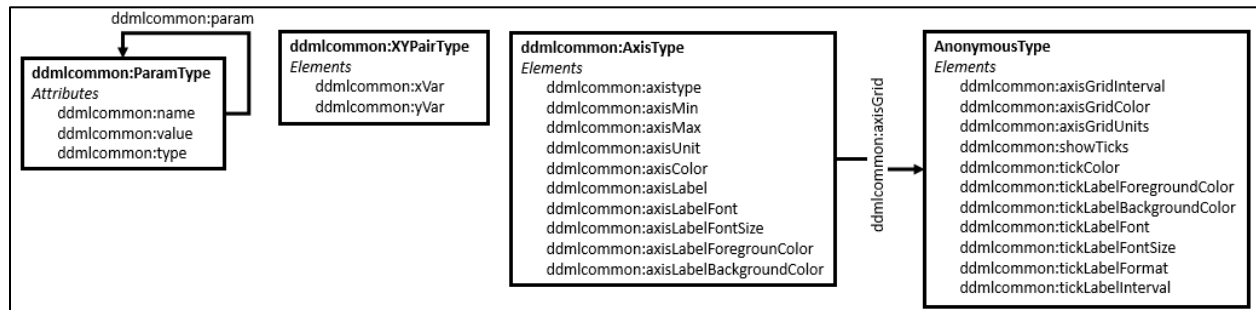 ddmlcommon:param
ddmlcommon:ParamType
Attributes
ddmlcommon:name
ddmlcommon:value
ddmlcommon:type
ddmlcommon:XYPairType
Elements
ddmlcommon:xVar
ddmlcommon:yVar
ddmlcommon:AxisType
Elements
ddmlcommon:axistype
ddmlcommon:axisMin
ddmlcommon:axisMax
ddmlcommon:axisUnit
ddmlcommon:axisColor
ddmlcommon:axisLabel
ddmlcommon:axisLabelFont
ddmlcommon:axisLabelFontSize
ddmlcommon:axisLabelForegrounColor
ddmlcommon:axisLabelBackgroundColor
ddmlcommon:axisGrid
AnonymousType
Elements
ddmlcommon:axisGridInterval
ddmlcommon:axisGridColor
ddmlcommon:axisGridUnits
ddmlcommon:showTicks
ddmlcommon:tickColor
ddmlcommon:tickLabelForegroundColor
ddmlcommon:tickLabelBackgroundColor
ddmlcommon:tickLabelFont
ddmlcommon:tickLabelFontSize
ddmlcommon:tickLabelFormat
ddmlcommon:tickLabelInterval